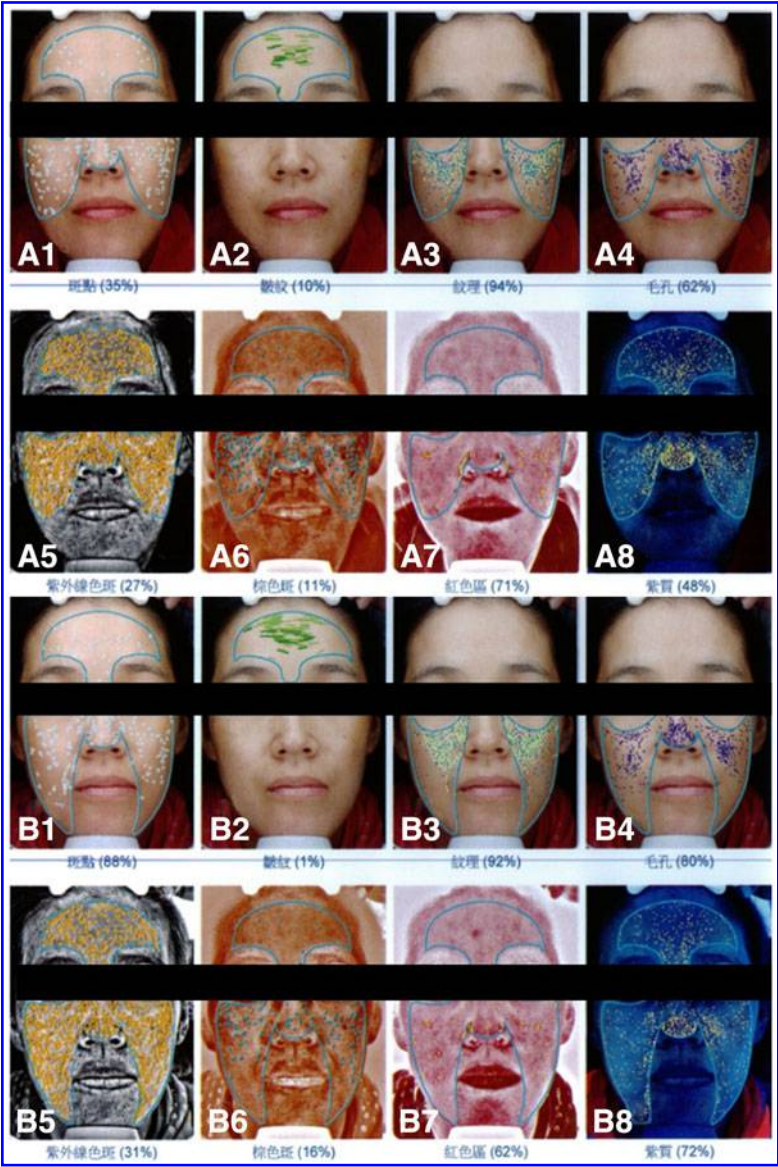 A1 A2 A3 A4
斑點 (35%) 皺紋 (10%) 紋理 (94%) 毛孔 (62%)
A5 A6 A7 A8
紫外線色斑 (27%) 棕色斑 (11%) 紅色區 (71%) 紫質 (48%)
B1 B2 B3 B4
斑點 (88%) 皺紋 (1%) 紋理 (92%) 毛孔 (80%)
B5 B6 B7 B8
紫外線色斑 (31%) 棕色斑 (16%) 紅色區 (62%) 紫質 (72%)